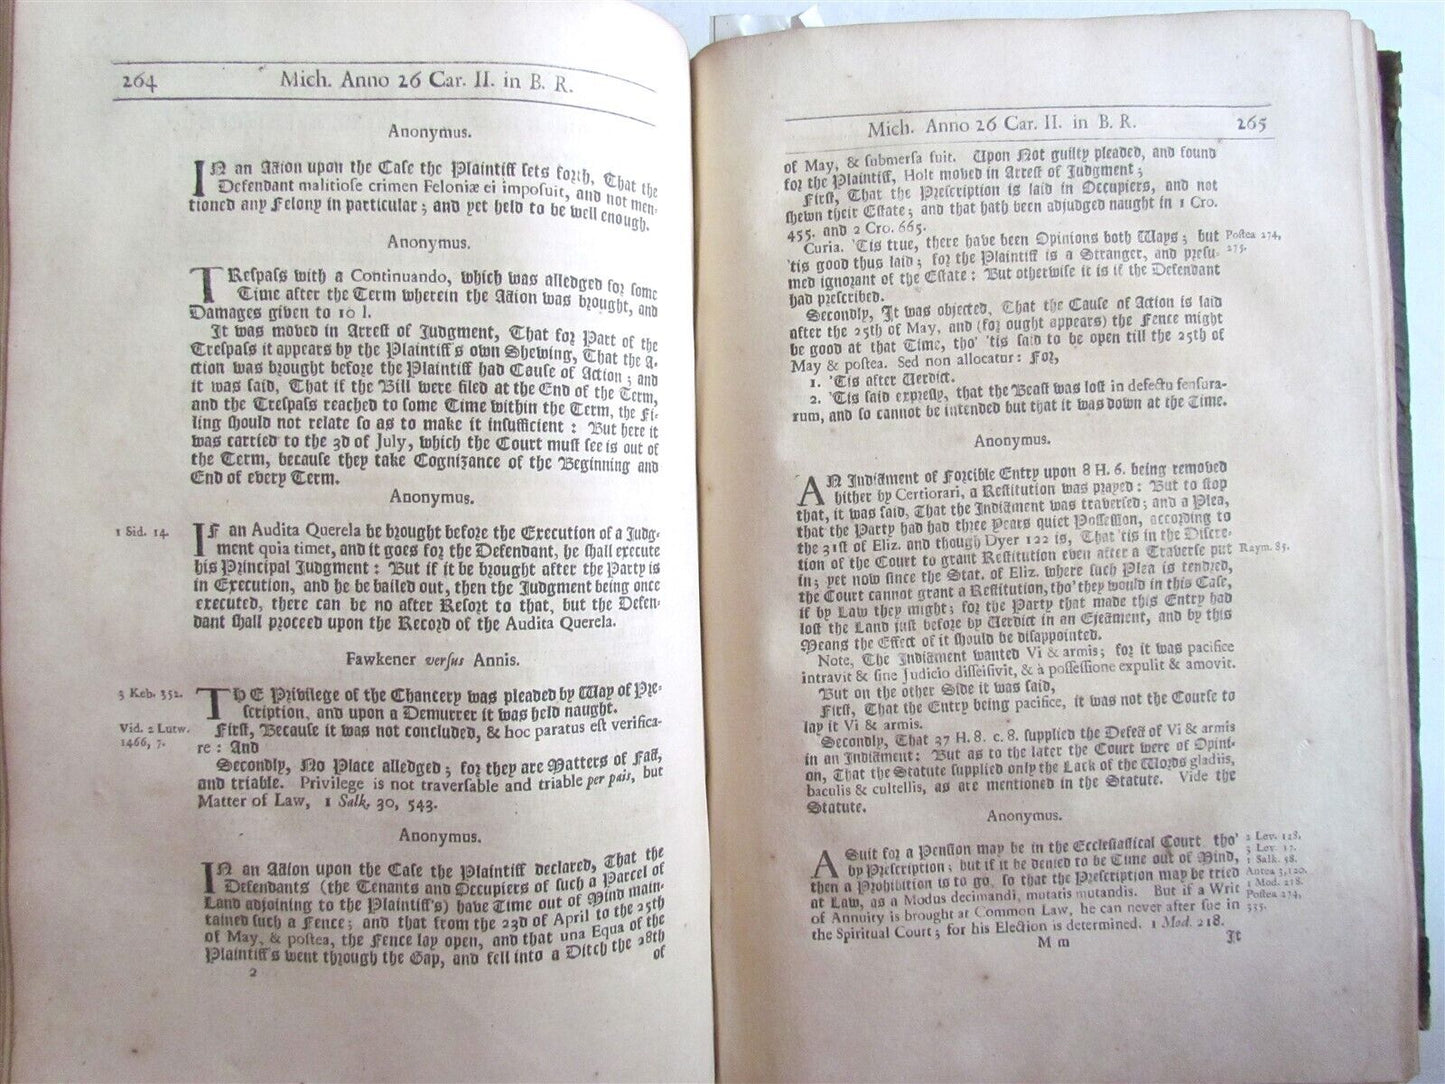 264 Mich. Anno 26 Car. II. in B. R.
Anonymus.
IN an Action upon the Case the Plaintiff sets forth, That the
Defendant malitiose crimen Feloniæ ei imposuit, and not men-
tioned any Felony in particular; and yet held to be well enough.
Anonymus.
TRespass with a Continuando, which was alledged for some
Time after the Term wherein the Action was brought, and
Damages given to 10 l.
It was moved in Arrest of Judgment, That for Part of the
Trespass it appears by the Plaintiff's own Shewing, That the A-
ction was brought before the Plaintiff had Cause of Action; and
it was said, That if the Bill were filed at the End of the Term,
and the Trespass reached to some Time within the Term, the Fi-
ling should not relate so as to make it insufficient: But here it
was carried to the 3d of July, which the Court must see is out of
the Term, because they take Cognizance of the Beginning and
End of every Term.
Anonymus.
1 Sid. 14.
IF an Audita Querela be brought before the Execution of a Judg-
ment quia timet, and it goes for the Defendant, he shall execute
his Principal Judgment: But if it be brought after the Party is
in Execution, and he be bailed out, then the Judgment being once
executed, there can be no after Resort to that, but the Defen-
dant shall proceed upon the Record of the Audita Querela.
Fawkener versus Annis.
3 Keb. 352.
THE Privilege of the Chancery was pleaded by Way of Pre-
scription, and upon a Demurrer it was held naught.
Vid. 2 Lutw.
1466, 7.
First, Because it was not concluded, & hoc paratus est verifica-
re: And
Secondly, No Place alledged; for they are Matters of Fact,
and triable. Privilege is not traversable and triable per pais, but
Matter of Law, 1 Salk. 30, 543.
Anonymus.
IN an Action upon the Case the Plaintiff declared, That the
Defendants (the Tenants and Occupiers of such a Parcel of
Land adjoining to the Plaintiff's) have Time out of Mind main-
tained such a Fence; and that from the 23d of April to the 25th
of May, & postea, the Fence lay open, and that una Equa of the
Plaintiff's went through the Gap, and fell into a Ditch the 28th
2 of
Mich. Anno 26 Car. II. in B. R. 265
of May, & submersa fuit. Upon Not guilty pleaded, and found
for the Plaintiff, Holt moved in Arrest of Judgment;
First, That the Prescription is laid in Occupiers, and not
shewn their Estate; and that hath been adjudged naught in 1 Cro.
455. and 2 Cro. 665.
Curia. 'Tis true, there have been Opinions both Ways; but
Postea 274,
275.
'tis good thus laid; for the Plaintiff is a Stranger, and presu-
med ignorant of the Estate: But otherwise it is if the Defendant
had prescribed.
Secondly, It was objected, That the Cause of Action is laid
after the 25th of May, and (for ought appears) the Fence might
be good at that Time, tho' 'tis said to be open till the 25th of
May & postea. Sed non allocatur: For,
1. 'Tis after Verdict.
2. 'Tis said expresly, that the Beast was lost in defectu fensura-
rum, and so cannot be intended but that it was down at the Time.
Anonymus.
AN Indictment of Forcible Entry upon 8 H. 6. being removed
hither by Certiorari, a Restitution was prayed: But to stop
that, it was said, That the Indictment was traversed; and a Plea,
that the Party had had three Years quiet Possession, according to
the 31st of Eliz. and though Dyer 122 is, That 'tis in the Discre-
tion of the Court to grant Restitution even after a Traverse put
Raym. 85.
in; yet now since the Stat. of Eliz. where such Plea is tendred,
the Court cannot grant a Restitution, tho' they would in this Case,
if by Law they might; for the Party that made this Entry had
lost the Land just before by Verdict in an Ejectment, and by this
Means the Effect of it should be disappointed.
Note, The Indictment wanted Vi & armis; for it was pacifice
intravit & sine Judicio disseisivit, & à possessione expulit & amovit.
But on the other Side it was said,
First, That the Entry being pacifice, it was not the Course to
lay it Vi & armis.
Secondly, That 37 H. 8. c. 8. supplied the Defect of Vi & armis
in an Indictment: But as to the later the Court were of Opini-
on, That the Statute supplied only the Lack of the Words gladiis,
baculis & cultellis, as are mentioned in the Statute. Vide the
Statute.
Anonymus.
A Suit for a Pension may be in the Ecclesiastical Court tho'
by Prescription; but if it be denied to be Time out of Mind,
then a Prohibition is to go, so that the Prescription may be tried
at Law, as a Modus decimandi, mutatis mutandis. But if a Writ
of Annuity is brought at Common Law, he can never after sue in
the Spiritual Court; for his Election is determined. 1 Mod. 218.
2 Lev. 128.
3 Lev. 17.
1 Salk. 58.
Antea 3, 120.
1 Mod. 218.
Postea 274,
335.
M m It